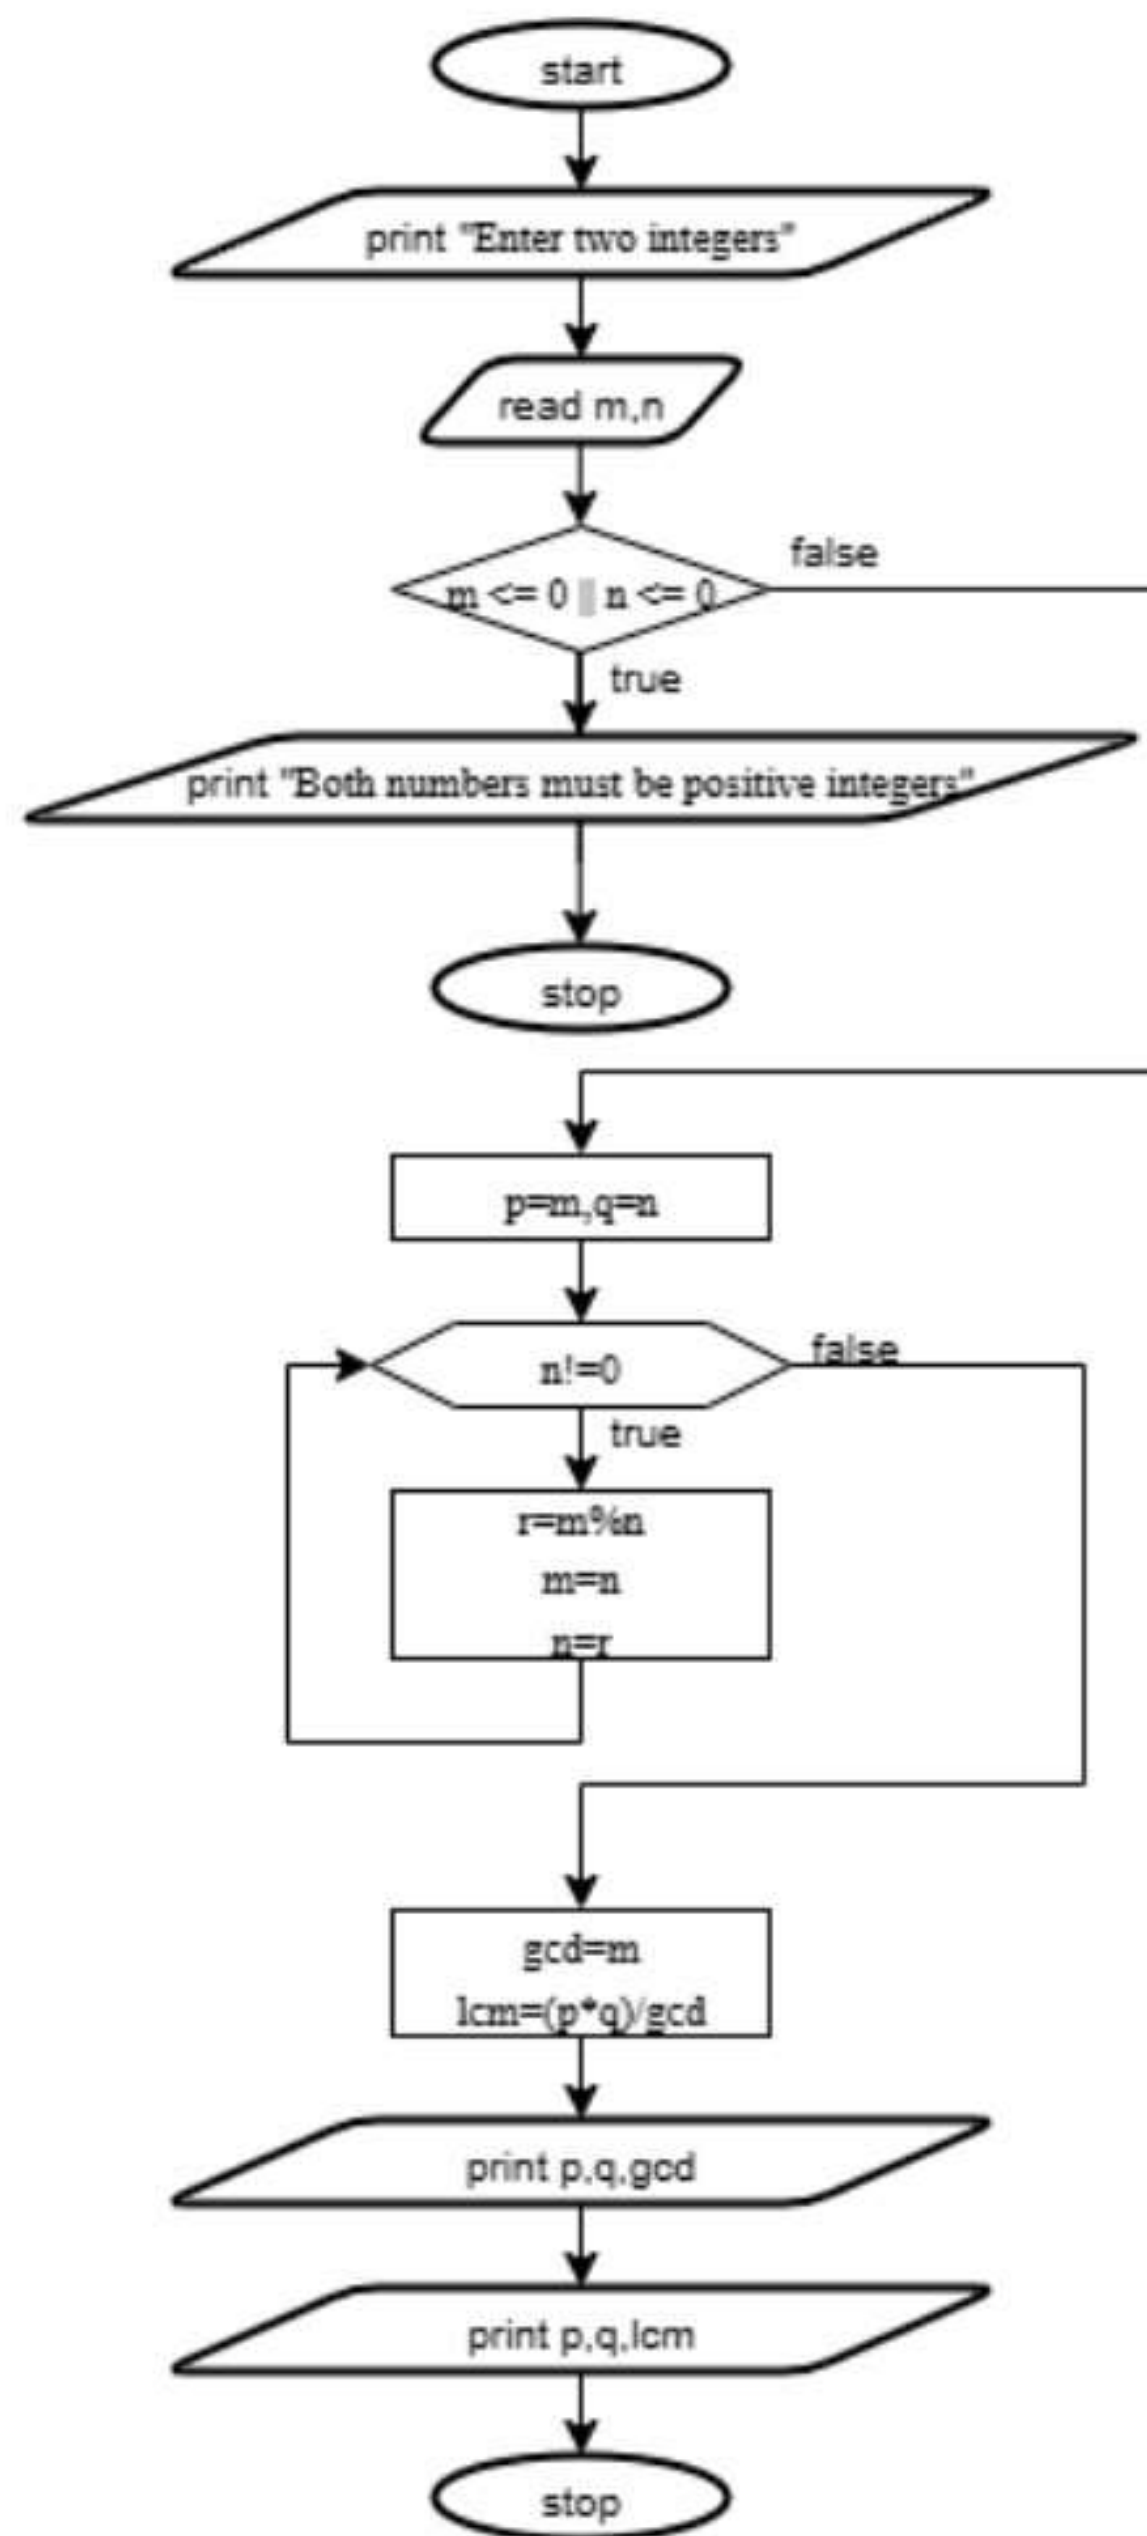 start
print "Enter two integers"
read m,n
false
m <= 0 || n <= 0
true
print "Both numbers must be positive integers"
stop
p=m,q=n
false
n!=0
true
r=m%n
m=n
n=r
gcd=m
lcm=(p*q)/gcd
print p,q,gcd
print p,q,lcm
stop